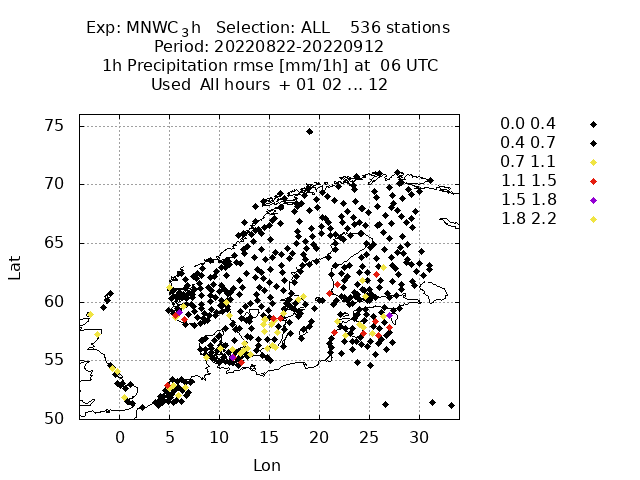 Exp: MNWC_3h Selection: ALL 536 stations
Period: 20220822-20220912
1h Precipitation rmse [mm/1h] at 06 UTC
Used All hours + 01 02 ... 12
75
70
65
60
55
50
0 5 10 15 20 25 30
Lat
Lon
0.0 0.4
0.4 0.7
0.7 1.1
1.1 1.5
1.5 1.8
1.8 2.2